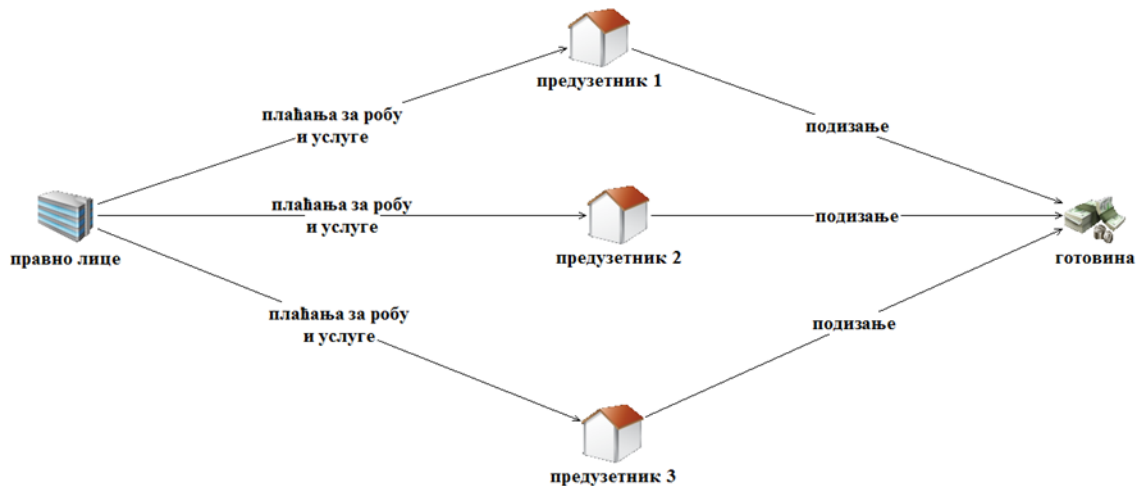 предузетник 1
плаћања за робу
и услуге
подизање
правно лице
плаћања за робу
и услуге
предузетник 2
подизање
готовина
плаћања за робу
и услуге
подизање
предузетник 3